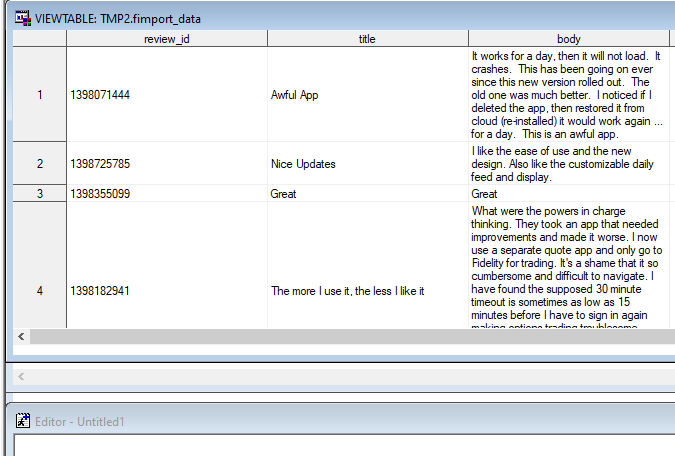 VIEWTABLE: TMP2.fimport_data
review_id title body
1 1398071444 Awful App It works for a day, then it will not load. It
crashes. This has been going on ever
since this new version rolled out. The
old one was much better. I noticed if I
deleted the app, then restored it from
cloud (re-installed) it would work again ...
for a day. This is an awful app.
2 1398725785 Nice Updates I like the ease of use and the new
design. Also like the customizable daily
feed and display.
3 1398355099 Great Great
4 1398182941 The more I use it, the less I like it What were the powers in charge
thinking. They took an app that needed
improvements and made it worse. I now
use a separate quote app and only go to
Fidelity for trading. It's a shame that it so
cumbersome and difficult to navigate. I
have found the supposed 30 minute
timeout is sometimes as low as 15
minutes before I have to sign in again
making options trading troublesome
Editor - Untitled1